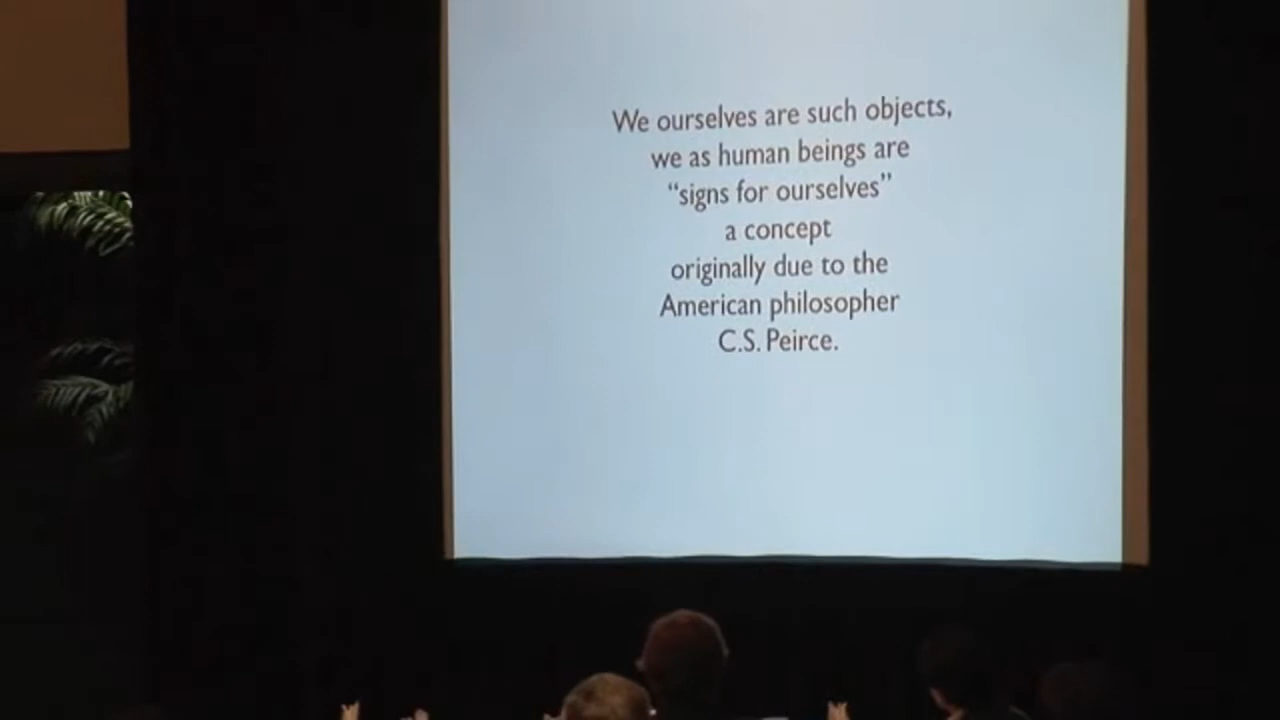 We ourselves are such objects,
we as human beings are
“signs for ourselves”
a concept
originally due to the
American philosopher
C.S. Peirce.